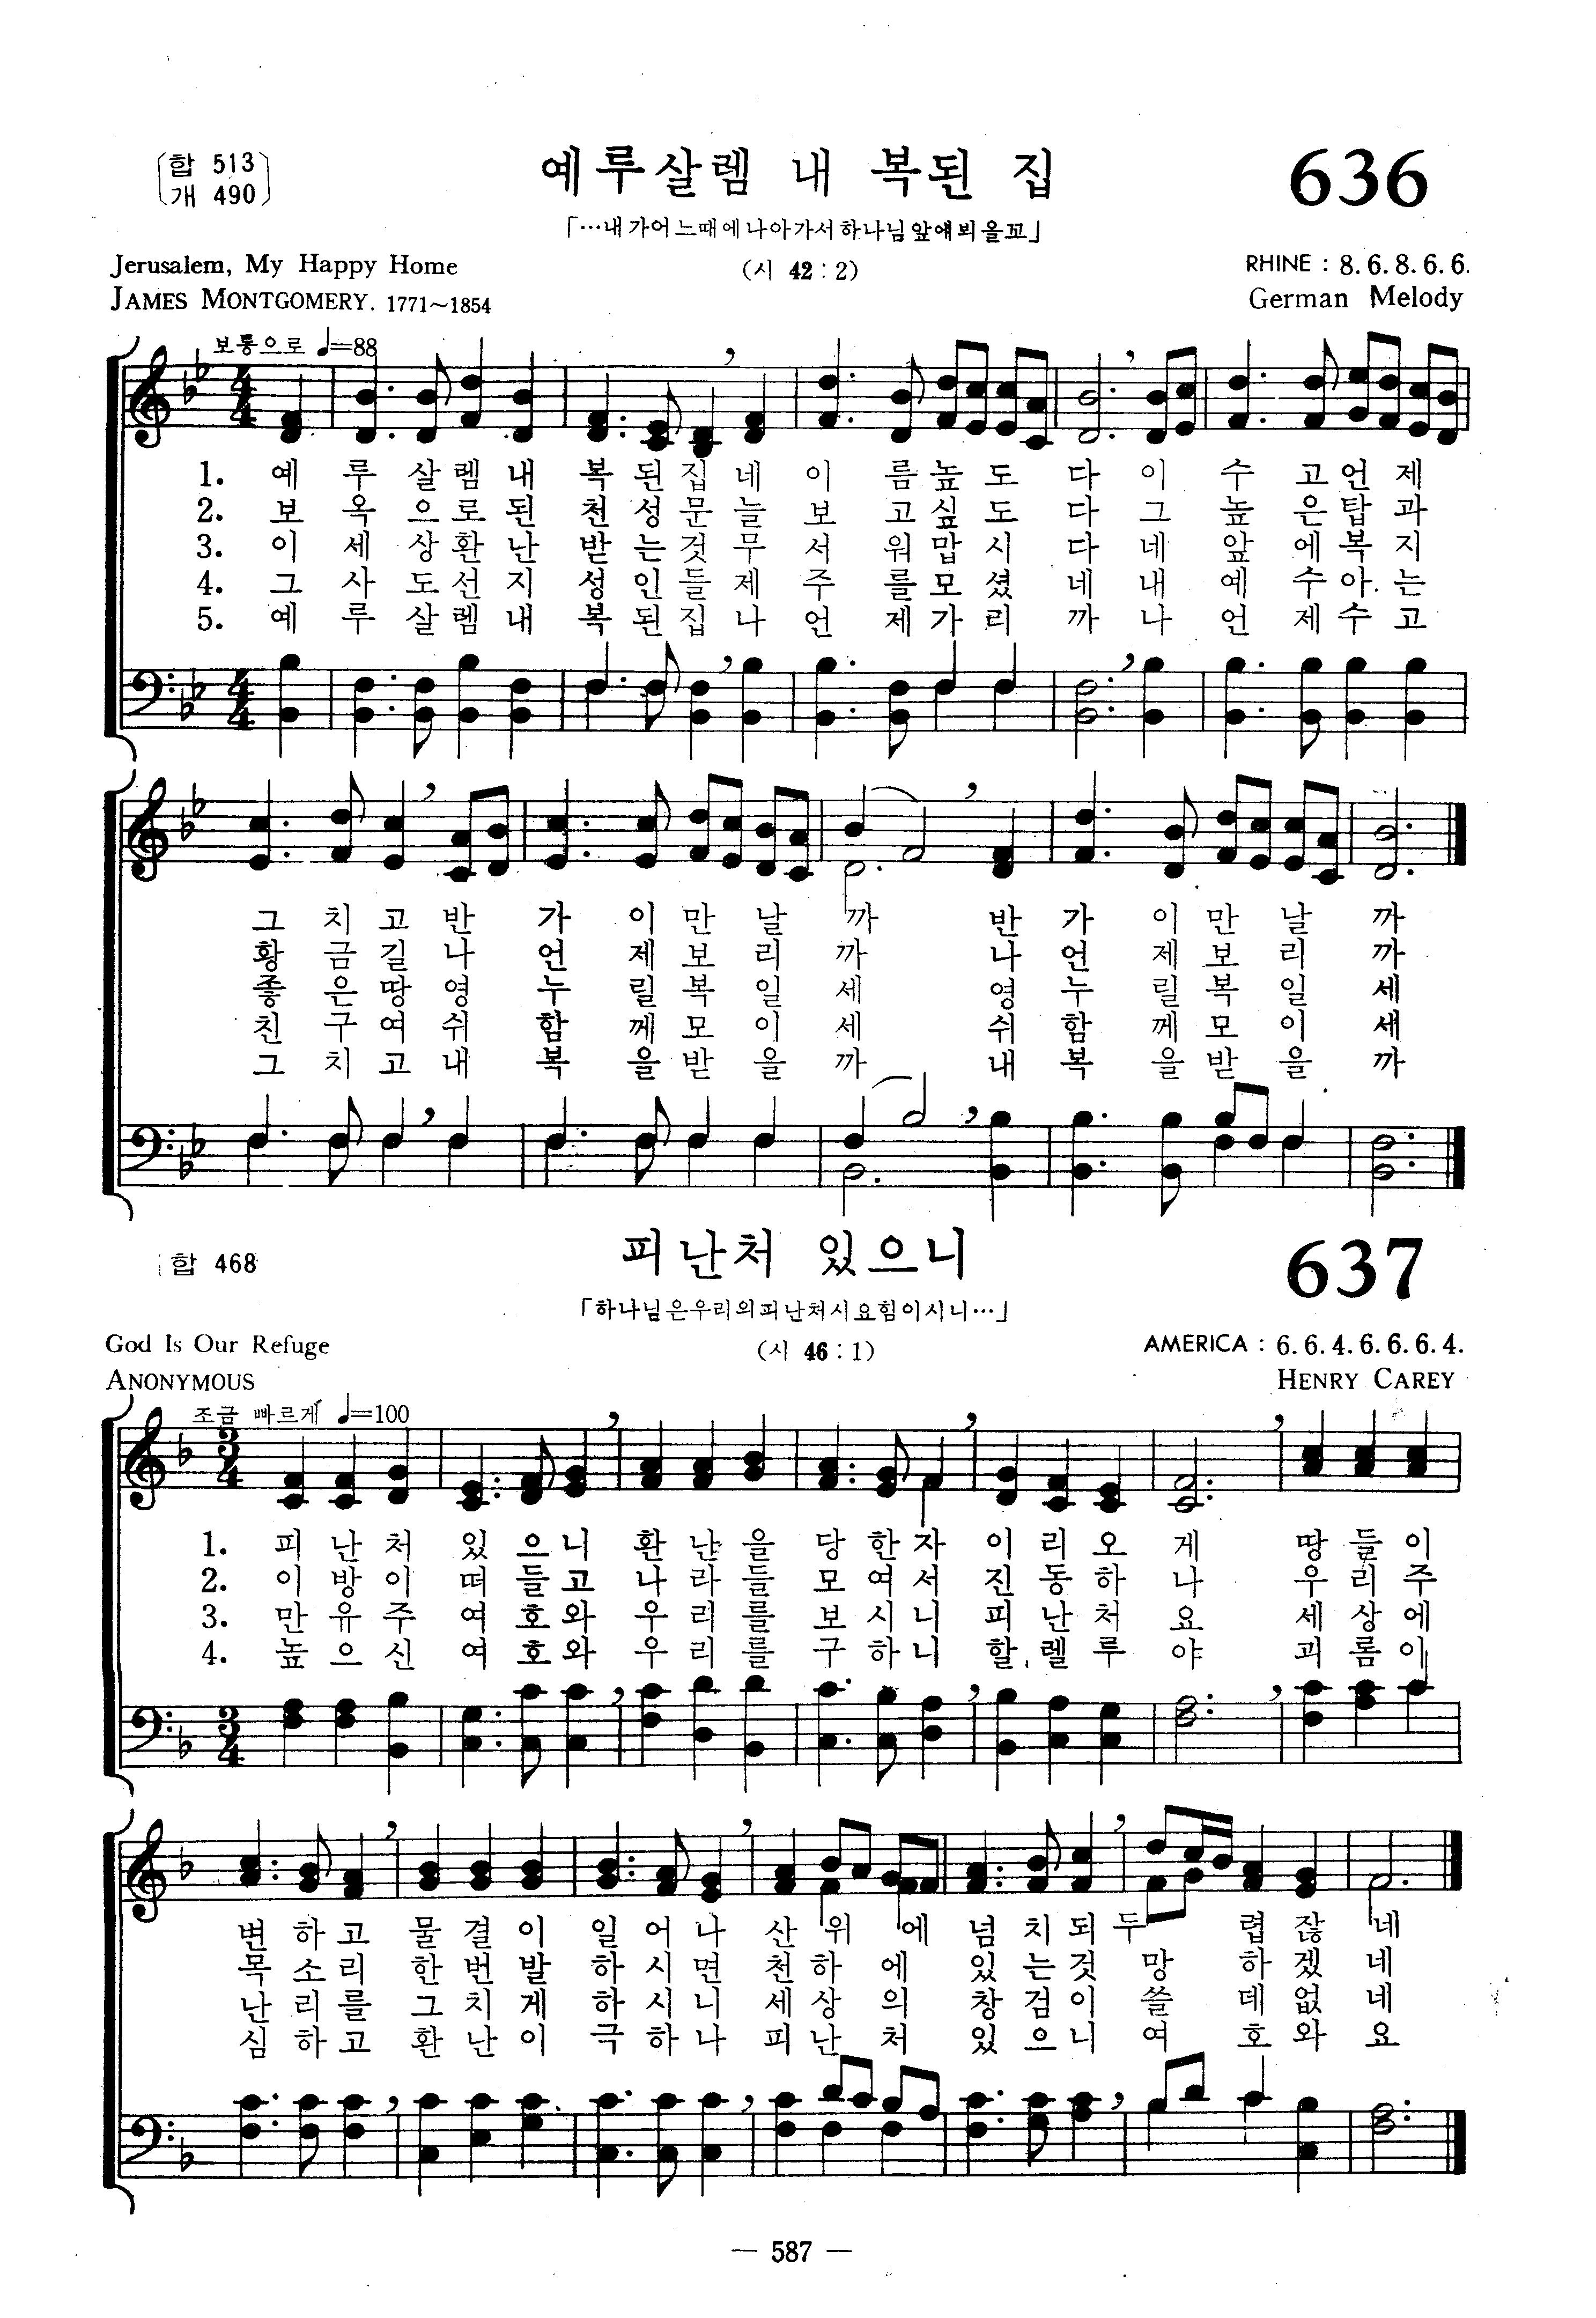 합 513
개 490
예루살렘 내 복된 집
636
「…내가어느때에나아가서하나님앞에뵈올꼬」
Jerusalem, My Happy Home
(시 42 : 2)
RHINE : 8. 6. 8. 6. 6.
JAMES MONTGOMERY. 1771~1854
German Melody
보통으로 ♩=88
1. 예 루 살 렘 내 복 된 집 네 이 름 높 도 다 이 수 고 언 제
2. 보 옥 으 로 된 천 성 문 늘 보 고 싶 도 다 그 높 은 탑 과
3. 이 세 상 환 난 받 는 것 무 서 워 맙 시 다 네 앞 에 복 지
4. 그 사 도 선 지 성 인 들 제 주 를 모 셨 네 내 예 수 아 는
5. 예 루 살 렘 내 복 된 집 나 언 제 가 리 까 나 언 제 수 고
그 치 고 반 가 이 만 날 까 반 가 이 만 날 까
황 금 길 나 언 제 보 리 까 나 언 제 보 리 까
좋 은 땅 영 누 릴 복 일 세 영 누 릴 복 일 세
친 구 여 쉬 함 께 모 이 세 쉬 함 께 모 이 세
그 치 고 내 복 을 받 을 까 내 복 을 받 을 까
합 468
피난처 있으니
637
「하나님은우리의피난처시요힘이시니…」
God Is Our Refuge
(시 46 : 1)
AMERICA : 6. 6. 4. 6. 6. 6. 4.
ANONYMOUS
HENRY CAREY
조금 빠르게 ♩=100
1. 피 난 처 있 으 니 환 난 을 당 한 자 이 리 오 게 땅 들 이
2. 이 방 이 떠 들 고 나 라 들 모 여 서 진 동 하 나 우 리 주
3. 만 유 주 여 호 와 우 리 를 보 시 니 피 난 처 요 세 상 에
4. 높 으 신 여 호 와 우 리 를 구 하 니 할 렐 루 야 괴 롬 이
변 하 고 물 결 이 일 어 나 산 위 에 넘 치 되 두 렵 잖 네
목 소 리 한 번 발 하 시 면 천 하 에 있 는 것 망 하 겠 네
난 리 를 그 치 게 하 시 니 세 상 의 창 검 이 쓸 데 없 네
심 하 고 환 난 이 극 하 나 피 난 처 있 으 니 여 호 와 요
— 587 —